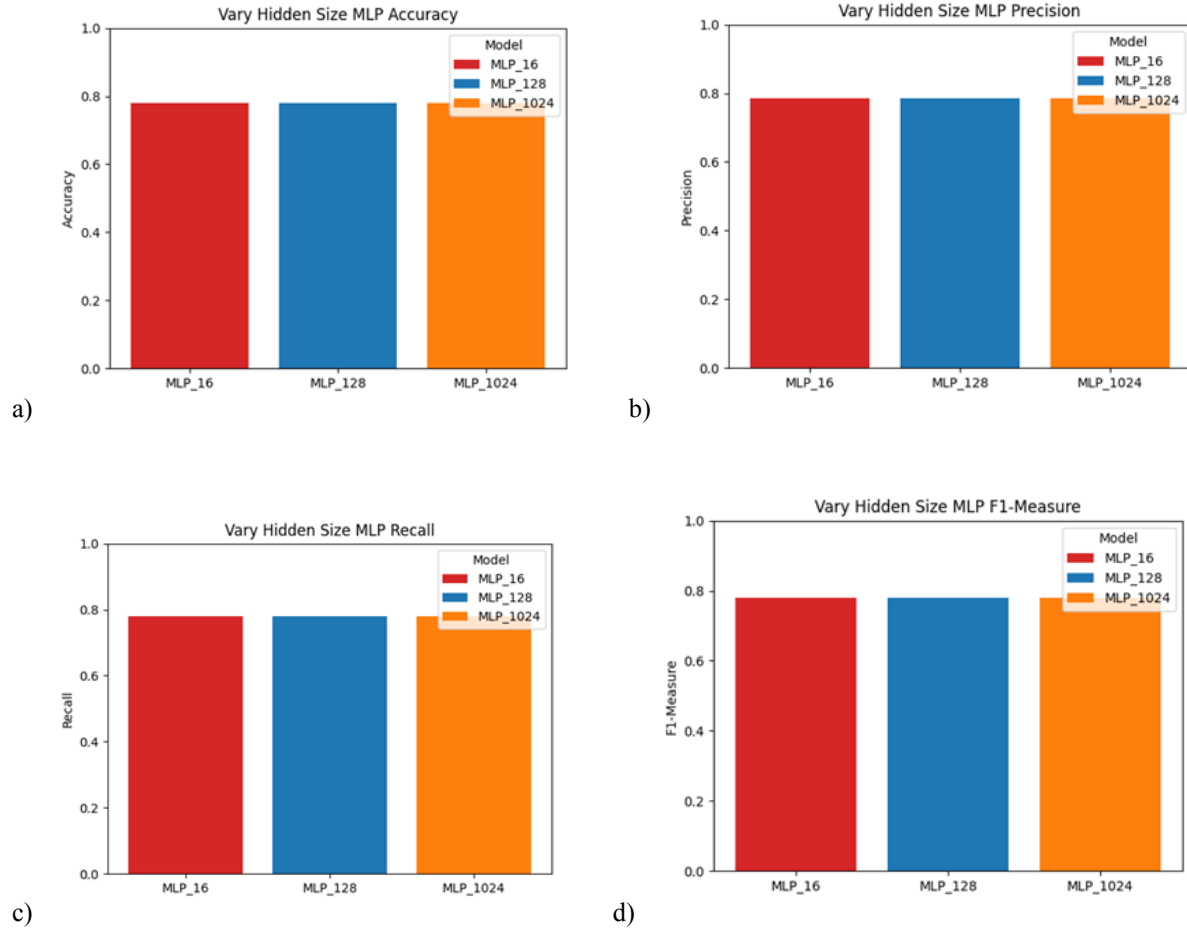 Vary Hidden Size MLP Accuracy
1.0
0.8
0.6
0.4
0.2
0.0
Accuracy
Model
MLP_16
MLP_128
MLP_1024
MLP_16 MLP_128 MLP_1024
a)
Vary Hidden Size MLP Precision
1.0
0.8
0.6
0.4
0.2
0.0
Precision
Model
MLP_16
MLP_128
MLP_1024
MLP_16 MLP_128 MLP_1024
b)
Vary Hidden Size MLP Recall
1.0
0.8
0.6
0.4
0.2
0.0
Recall
Model
MLP_16
MLP_128
MLP_1024
MLP_16 MLP_128 MLP_1024
c)
Vary Hidden Size MLP F1-Measure
1.0
0.8
0.6
0.4
0.2
0.0
F1-Measure
Model
MLP_16
MLP_128
MLP_1024
MLP_16 MLP_128 MLP_1024
d)